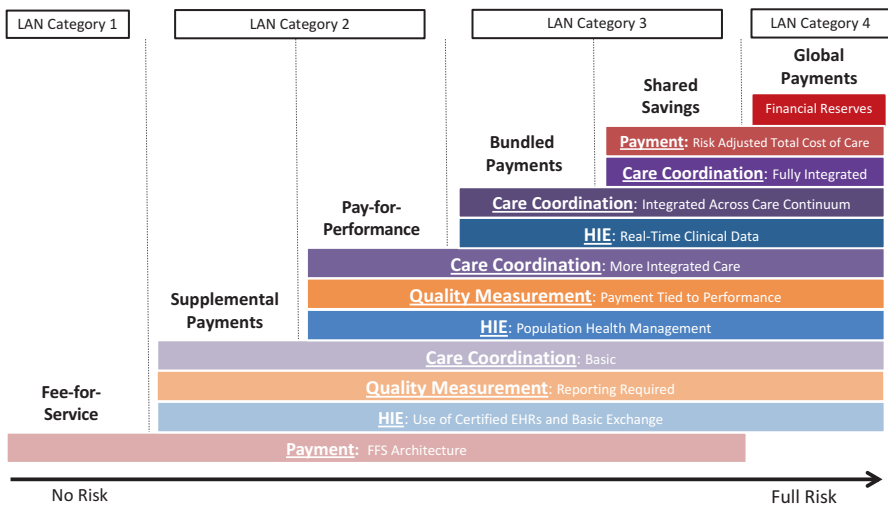 LAN Category 1
LAN Category 2
LAN Category 3
LAN Category 4
Global
Payments
Financial Reserves
Shared
Savings
Payment: Risk Adjusted Total Cost of Care
Care Coordination: Fully Integrated
Bundled
Payments
Care Coordination: Integrated Across Care Continuum
HIE: Real-Time Clinical Data
Pay-for-
Performance
Care Coordination: More Integrated Care
Quality Measurement: Payment Tied to Performance
HIE: Population Health Management
Supplemental
Payments
Care Coordination: Basic
Quality Measurement: Reporting Required
HIE: Use of Certified EHRs and Basic Exchange
Fee-for-
Service
Payment: FFS Architecture
No Risk
Full Risk